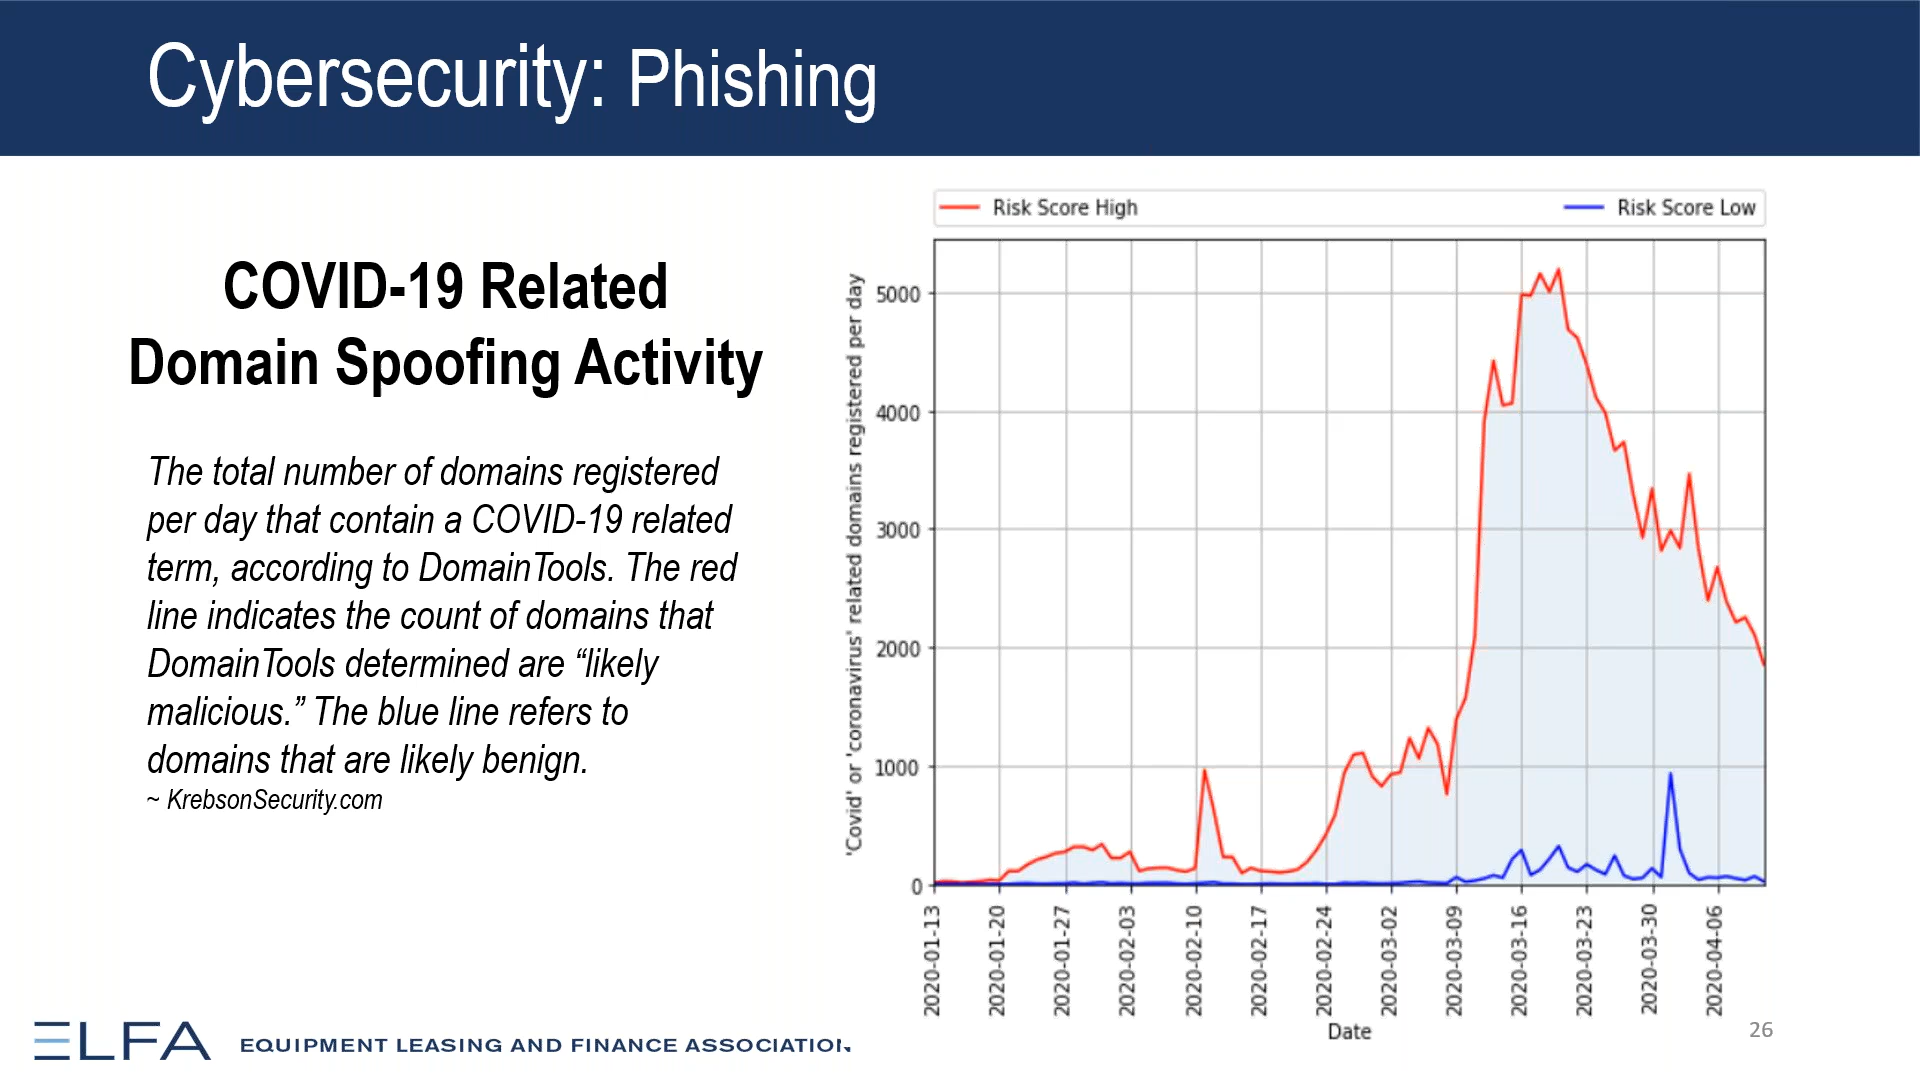 Cybersecurity: Phishing
COVID-19 Related
Domain Spoofing Activity
The total number of domains registered
per day that contain a COVID-19 related
term, according to DomainTools. The red
line indicates the count of domains that
DomainTools determined are “likely
malicious.” The blue line refers to
domains that are likely benign.
~ KrebsonSecurity.com
Risk Score High
Risk Score Low
'Covid' or 'coronavirus' related domains registered per day
5000
4000
3000
2000
1000
0
2020-01-13
2020-01-20
2020-01-27
2020-02-03
2020-02-10
2020-02-17
2020-02-24
2020-03-02
2020-03-09
2020-03-16
2020-03-23
2020-03-30
2020-04-06
Date
ELFA
EQUIPMENT LEASING AND FINANCE ASSOCIATION
26